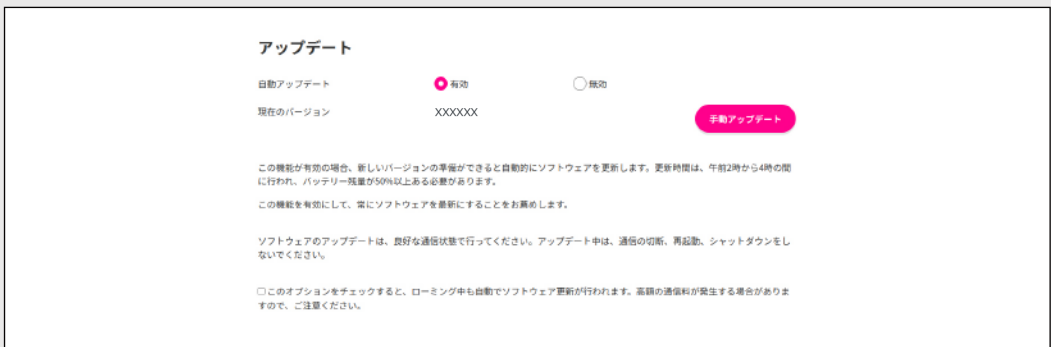 アップデート
自動アップデート 有効 無効
現在のバージョン XXXXXX 手動アップデート
この機能が有効の場合、新しいバージョンの準備ができると自動的にソフトウェアを更新します。更新時間は、午前2時から4時の間
に行われ、バッテリー残量が50%以上ある必要があります。
この機能を有効にして、常にソフトウェアを最新にすることをお薦めします。
ソフトウェアのアップデートは、良好な通信状態で行ってください。アップデート中は、通信の切断、再起動、シャットダウンをし
ないでください。
このオプションをチェックすると、ローミング中も自動でソフトウェア更新が行われます。高額の通信料が発生する場合がありま
すので、ご注意ください。